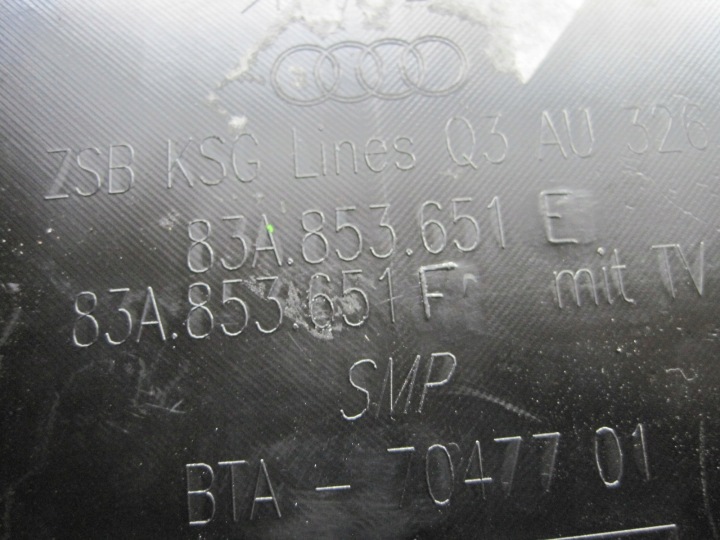 ZSB KSG Lines Q3 AU 326
83A.853.651 E
83A.853.651 F mit TV
SMP
BTA - 70477 01